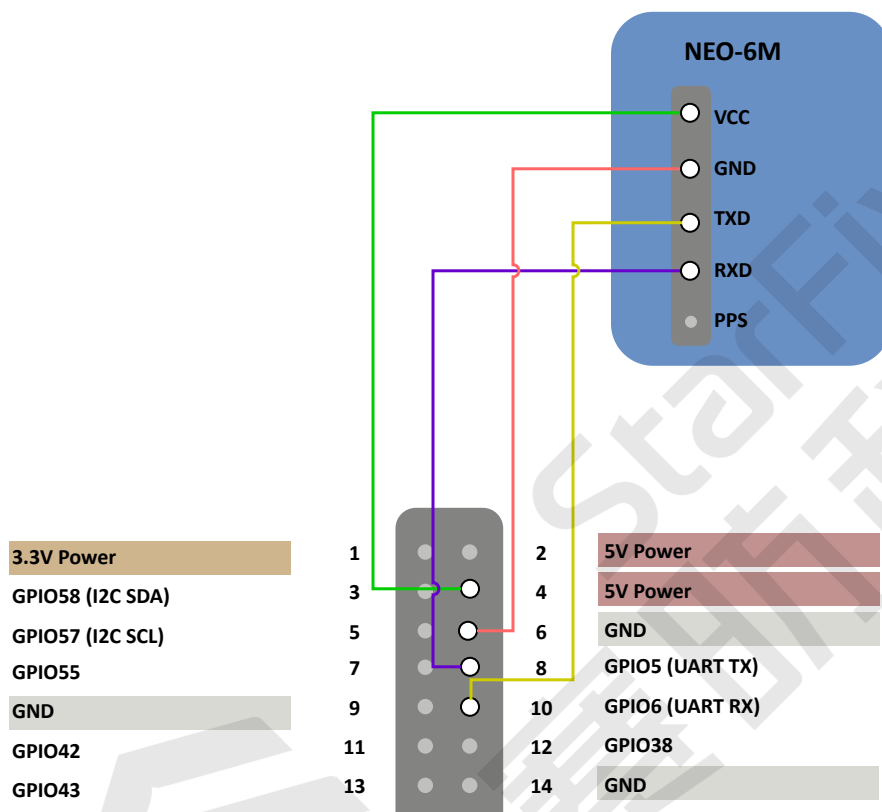 NEO-6M
VCC
GND
TXD
RXD
PPS
3.3V Power 1 2 5V Power
GPIO58 (I2C SDA) 3 4 5V Power
GPIO57 (I2C SCL) 5 6 GND
GPIO55 7 8 GPIO5 (UART TX)
GND 9 10 GPIO6 (UART RX)
GPIO42 11 12 GPIO38
GPIO43 13 14 GND